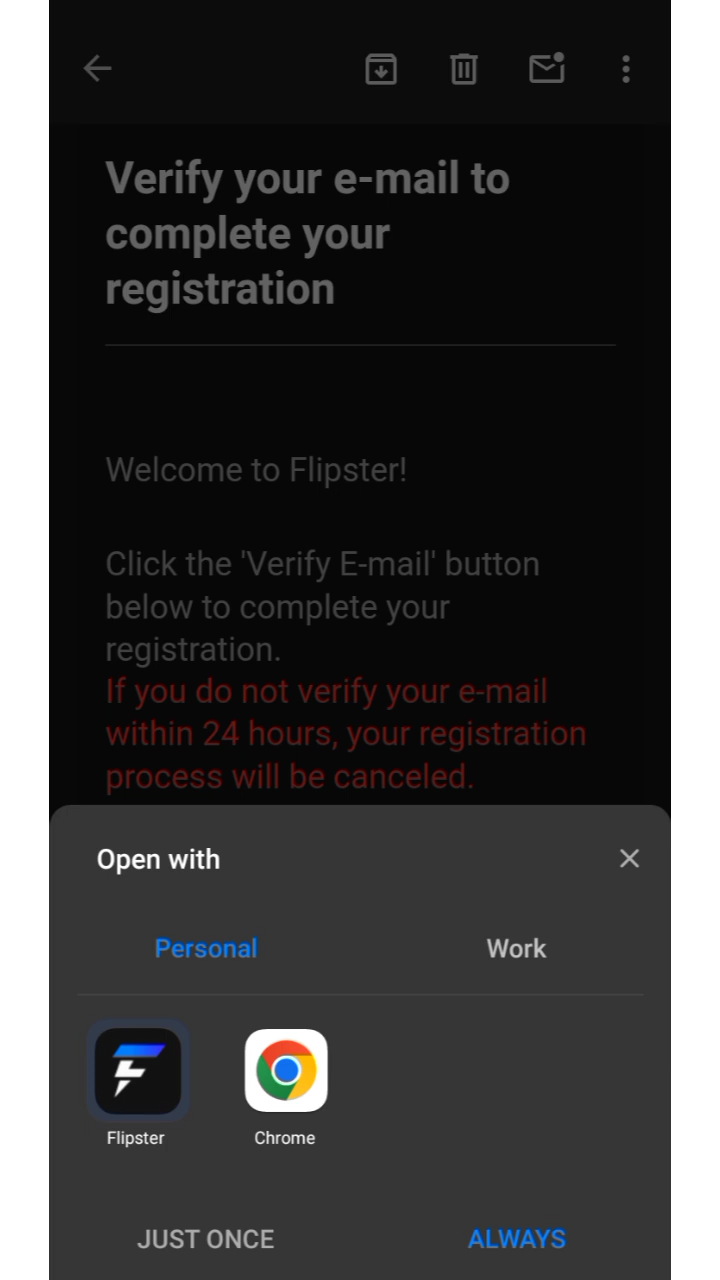 Verify your e-mail to
complete your
registration
Welcome to Flipster!
Click the 'Verify E-mail' button
below to complete your
registration.
If you do not verify your e-mail
within 24 hours, your registration
process will be canceled.
Open with
Personal Work
Flipster Chrome
JUST ONCE ALWAYS